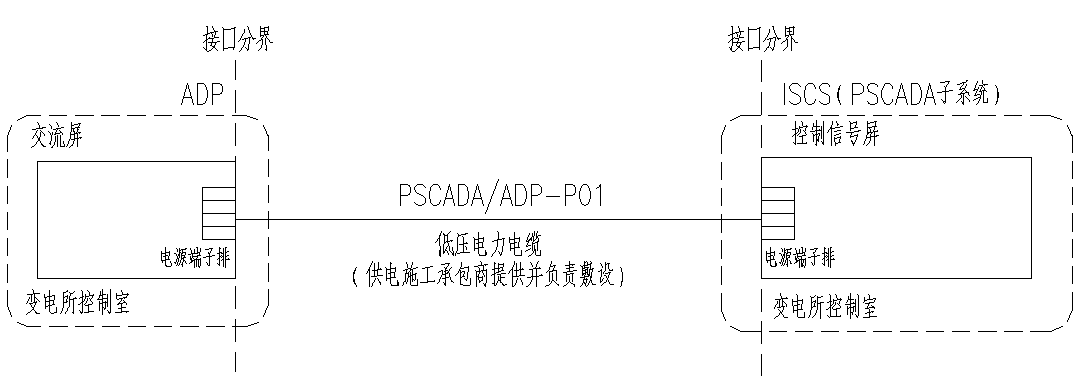 接口分界
接口分界
ADP
ISCS(PSCADA子系统)
交流屏
控制信号屏
PSCADA/ADP-P01
低压电力电缆
(供电施工承包商提供并负责敷设)
电源端子排
电源端子排
变电所控制室
变电所控制室